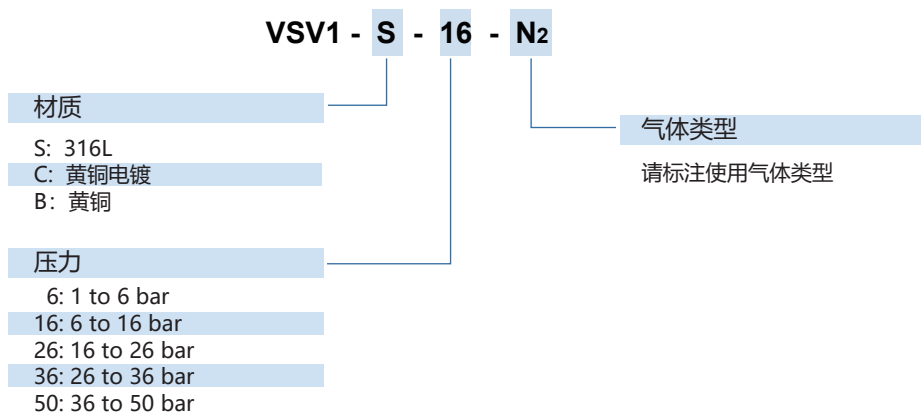 VSV1 - S - 16 - N2
材质
S: 316L
C: 黄铜电镀
B: 黄铜
压力
6: 1 to 6 bar
16: 6 to 16 bar
26: 16 to 26 bar
36: 26 to 36 bar
50: 36 to 50 bar
气体类型
请标注使用气体类型